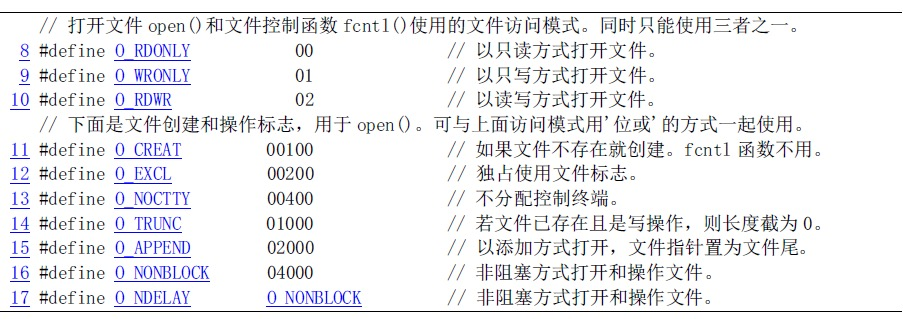 // 打开文件 open()和文件控制函数 fcntl()使用的文件访问模式。同时只能使用三者之一。
8 #define O_RDONLY 00 // 以只读方式打开文件。
9 #define O_WRONLY 01 // 以只写方式打开文件。
10 #define O_RDWR 02 // 以读写方式打开文件。
// 下面是文件创建和操作标志，用于 open()。可与上面访问模式用'位或'的方式一起使用。
11 #define O_CREAT 00100 // 如果文件不存在就创建。fcntl 函数不用。
12 #define O_EXCL 00200 // 独占使用文件标志。
13 #define O_NOCTTY 00400 // 不分配控制终端。
14 #define O_TRUNC 01000 // 若文件已存在且是写操作，则长度截为 0。
15 #define O_APPEND 02000 // 以添加方式打开，文件指针置为文件尾。
16 #define O_NONBLOCK 04000 // 非阻塞方式打开和操作文件。
17 #define O_NDELAY O_NONBLOCK // 非阻塞方式打开和操作文件。